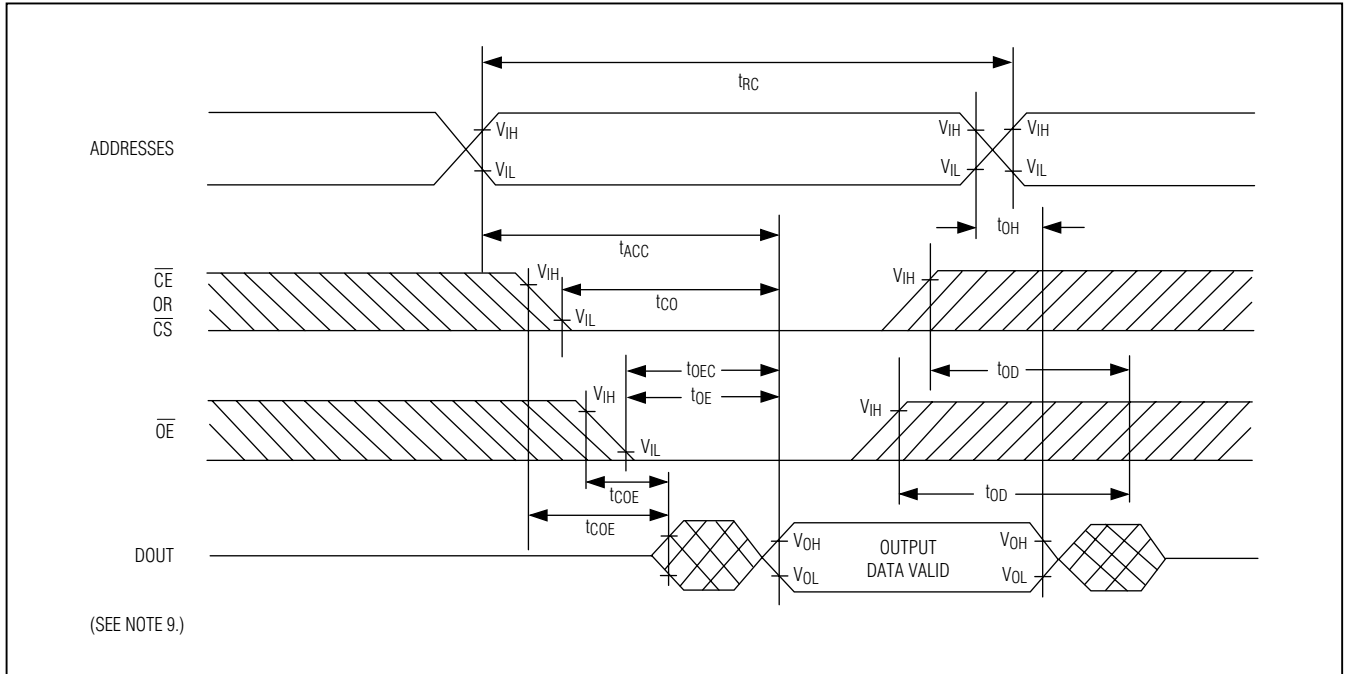 tRC
VIH
VIH
VIH
ADDRESSES
VIL
VIL
VIL
tOH
tACC
CE
OR
CS
VIH
VIH
tCO
VIL
tOEC
tOD
tOE
VIH
VIH
OE
VIL
tCOE
tOD
tCOE
DOUT
VOH
OUTPUT
DATA VALID
VOH
VOL
VOL
(SEE NOTE 9.)